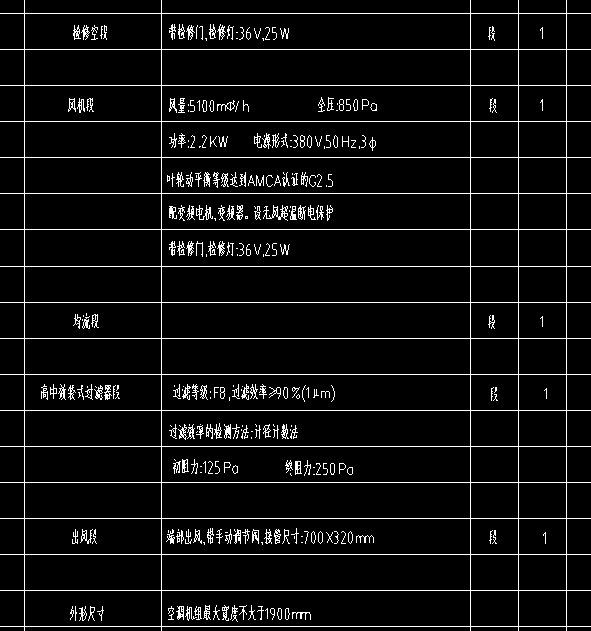 检修空段 带检修门,检修灯:36V,25W 段 1
风机段 风量:5100mφ/h 全压:850Pa 段 1
功率:2.2KW 电源形式:380V,50Hz,3φ
叶轮动平衡等级达到AMCA认证的G2.5
配变频电机、变频器。设无风超温断电保护
带检修门,检修灯:36V,25W
均流段 段 1
高中效袋式过滤器段 过滤等级:F8,过滤效率≥90%(1μm) 段 1
过滤效率的检测方法:计径计数法
初阻力:125Pa 终阻力:250Pa
出风段 端部出风,带手动调节阀,接管尺寸:700X320mm 段 1
外形尺寸 空调机组最大宽度不大于1900mm